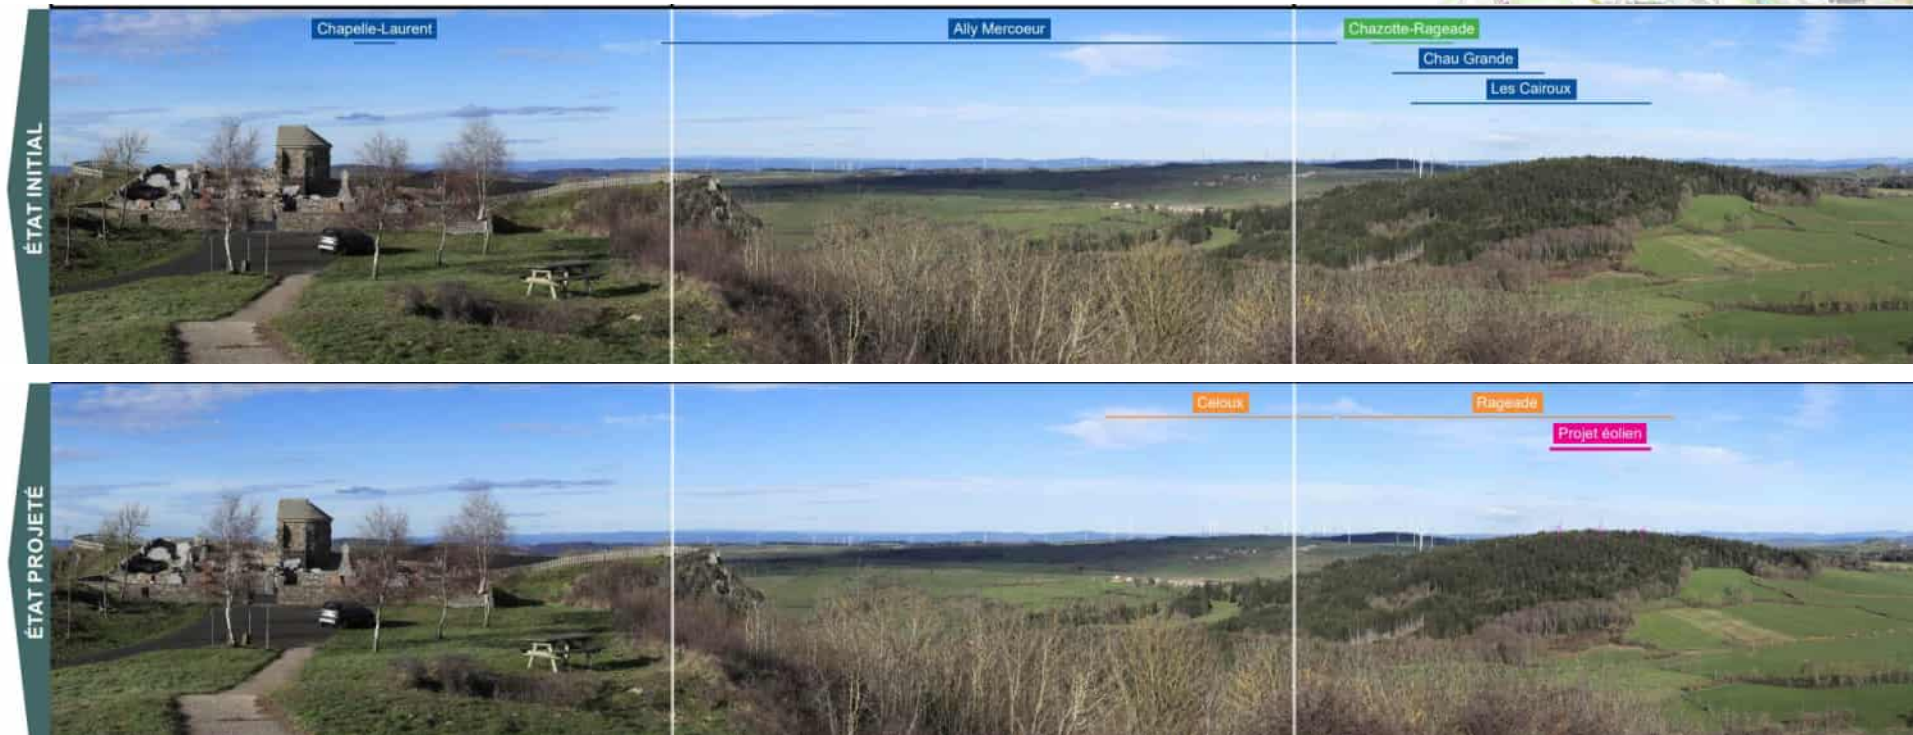 Chapelle-Laurent
Ally Mercoeur
Chazotte-Rageade
Chau Grande
Les Cairoux
ÉTAT INITIAL
Celoux
Rageade
Projet éolien
ÉTAT PROJETÉ